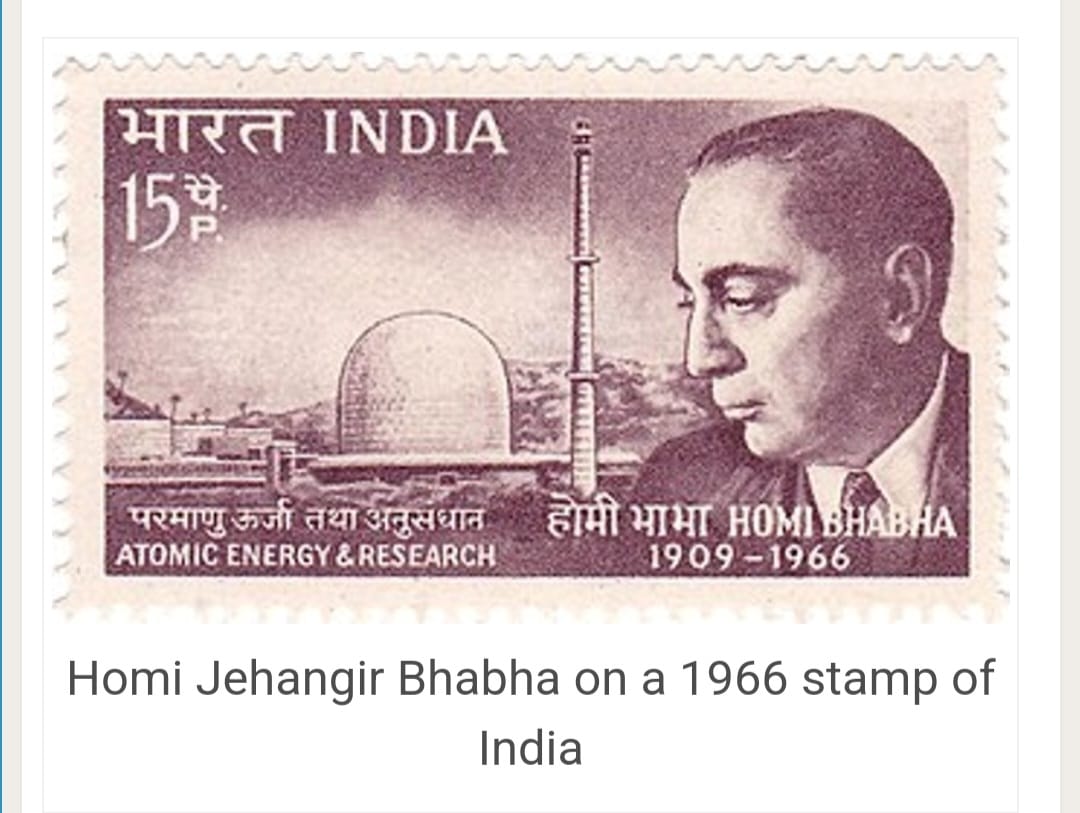 भारत INDIA
15 पै.
P.
परमाणु ऊर्जा तथा अनुसंधान
ATOMIC ENERGY & RESEARCH
होमी भाभा HOMI BHABHA
1909-1966
Homi Jehangir Bhabha on a 1966 stamp of
India